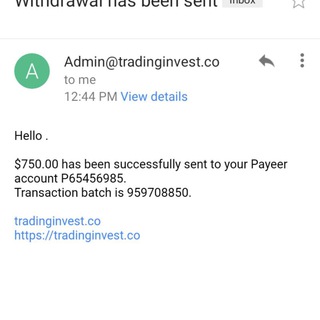 Withdrawal has been sent Inbox
A
Admin@tradinginvest.co
to me
12:44 PM View details
Hello .
$750.00 has been successfully sent to your Payeer
account P65456985.
Transaction batch is 959708850.
tradinginvest.co
https://tradinginvest.co